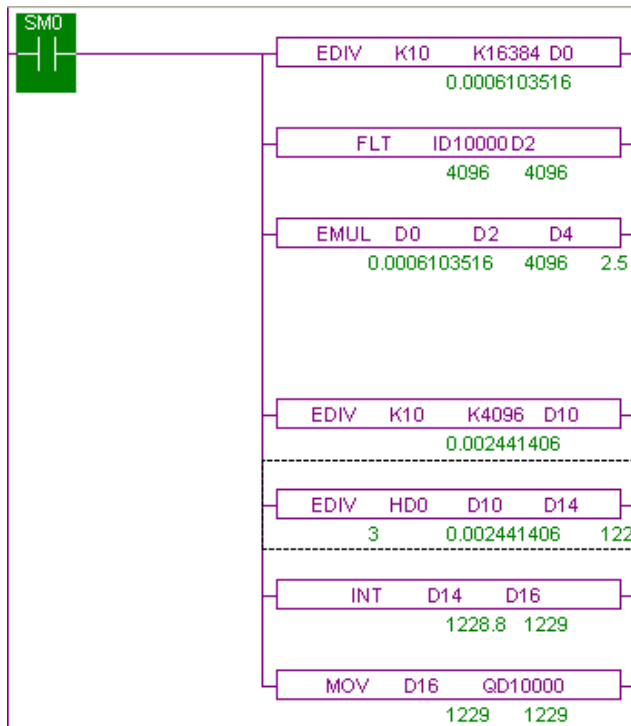 SM0
EDIV K10 K16384 D0
0.0006103516
FLT ID10000 D2
4096 4096
EMUL D0 D2 D4
0.0006103516 4096 2.5
EDIV K10 K4096 D10
0.002441406
EDIV HD0 D10 D14
3 0.002441406 122
INT D14 D16
1228.8 1229
MOV D16 QD10000
1229 1229